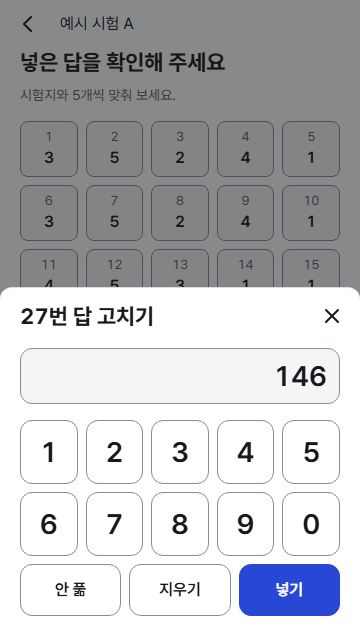 예시 시험 A
넣은 답을 확인해 주세요
시험지와 5개씩 맞춰 보세요.
1 2 3 4 5
3 5 2 4 1
6 7 8 9 10
3 5 2 4 1
11 12 13 14 15
4 5 3 1 1
27번 답 고치기
146
1 2 3 4 5
6 7 8 9 0
안 풂 지우기 넣기